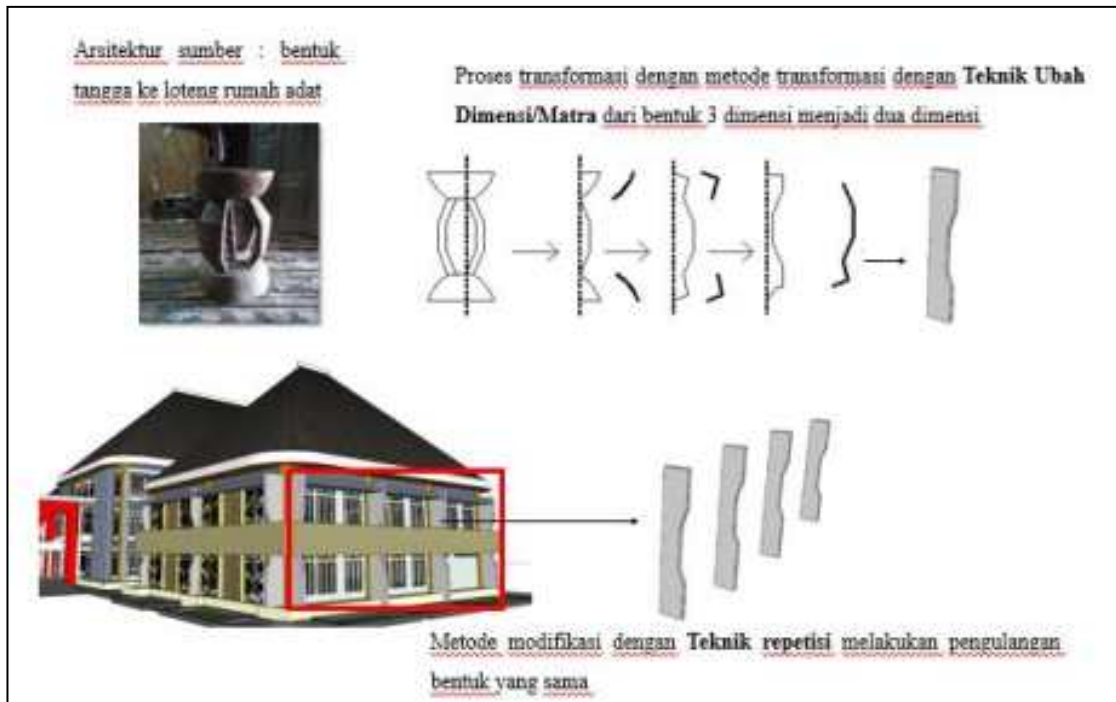 Arsitektur sumber : bentuk
tangga ke loteng rumah adat
Proses transformasi dengan metode transformasi dengan Teknik Ubah
Dimensi/Matra dari bentuk 3 dimensi menjadi dua dimensi
Metode modifikasi dengan Teknik repetisi melakukan pengulangan
bentuk yang sama